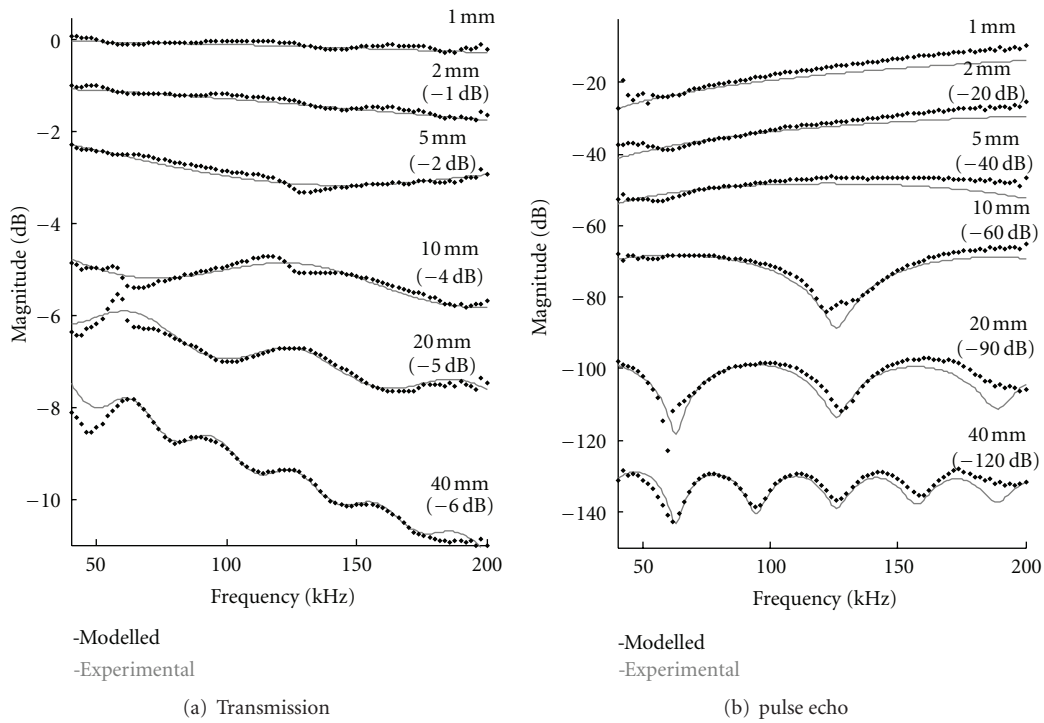 1 mm
0
2 mm
(−1 dB)
−2
5 mm
(−2 dB)
−4
10 mm
(−4 dB)
−6
20 mm
(−5 dB)
−8
40 mm
(−6 dB)
−10
Magnitude (dB)
50
100
150
200
Frequency (kHz)
-Modelled
-Experimental
(a) Transmission
1 mm
−20
2 mm
(−20 dB)
−40
5 mm
(−40 dB)
−60
10 mm
(−60 dB)
−80
20 mm
(−90 dB)
−100
−120
40 mm
(−120 dB)
−140
Magnitude (dB)
50
100
150
200
Frequency (kHz)
-Modelled
-Experimental
(b) pulse echo